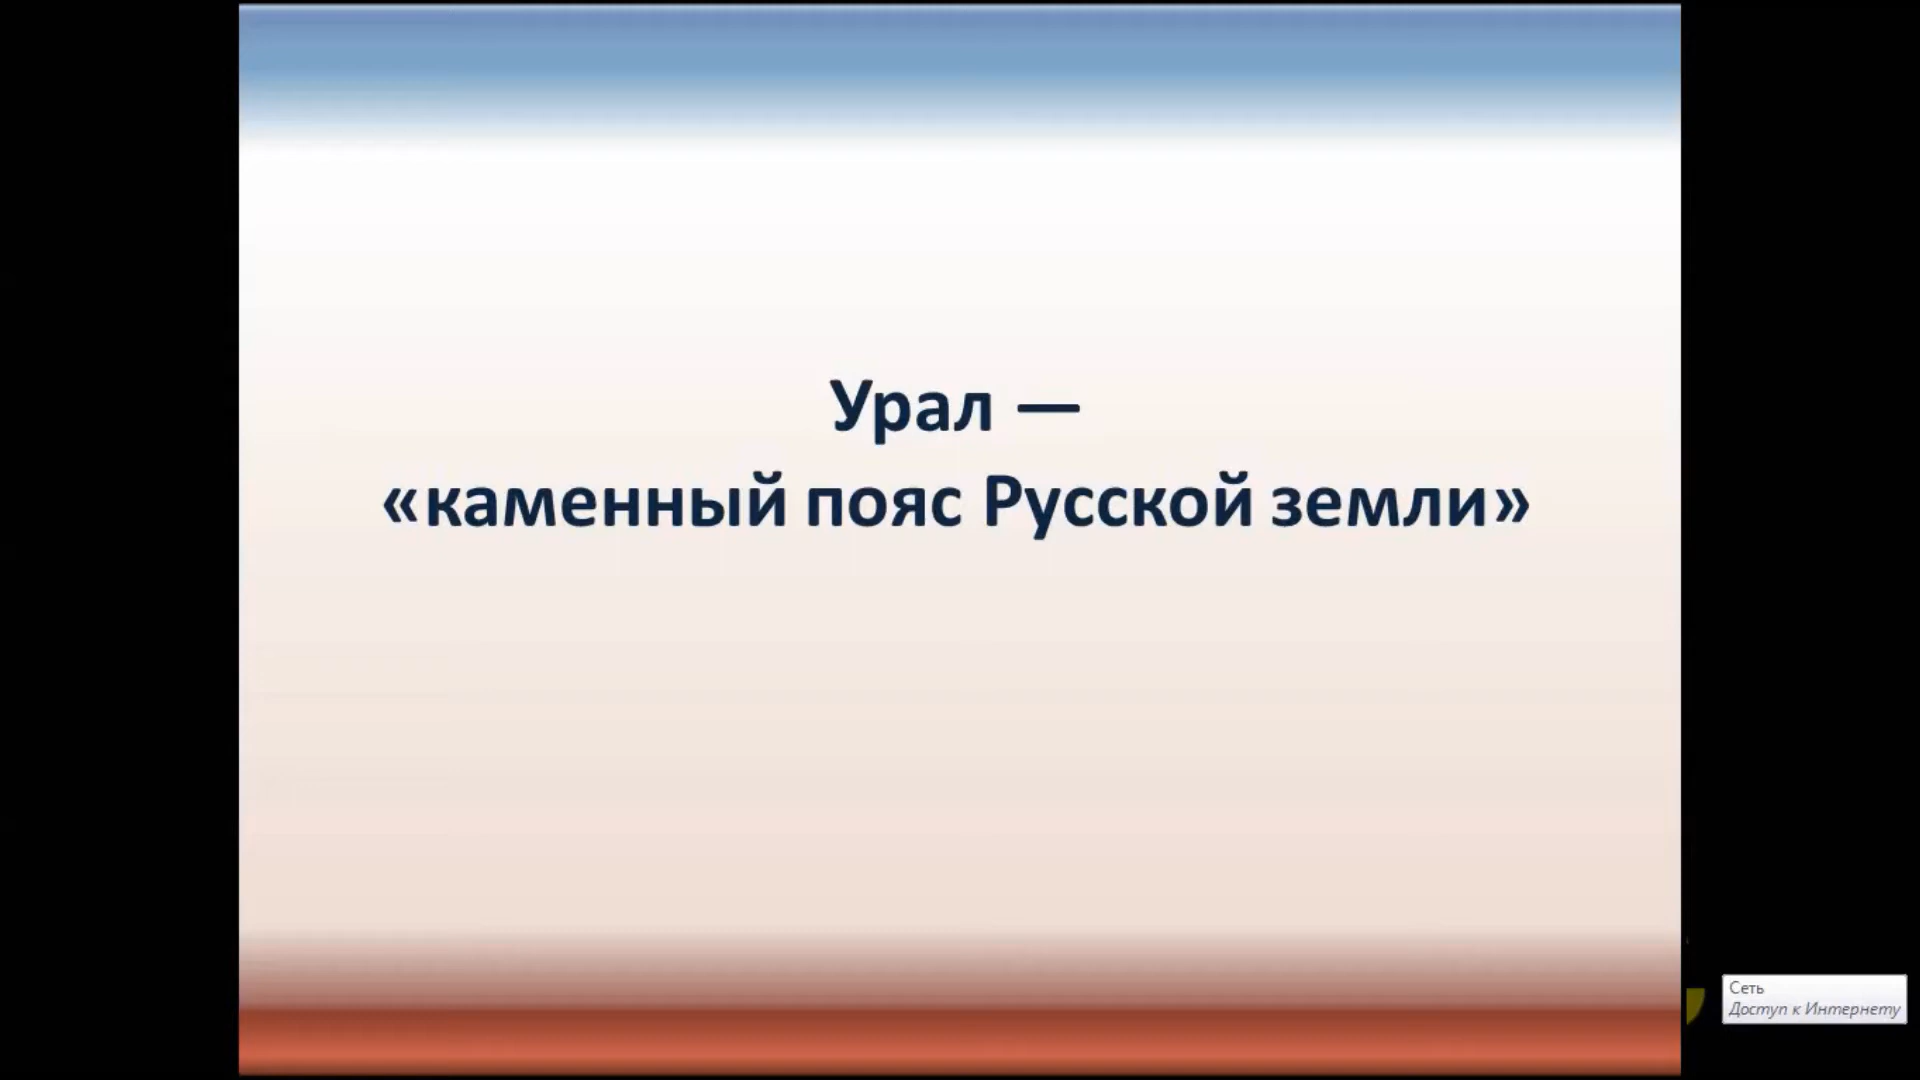 Урал —
«каменный пояс Русской земли»
Сеть
Доступ к Интернету